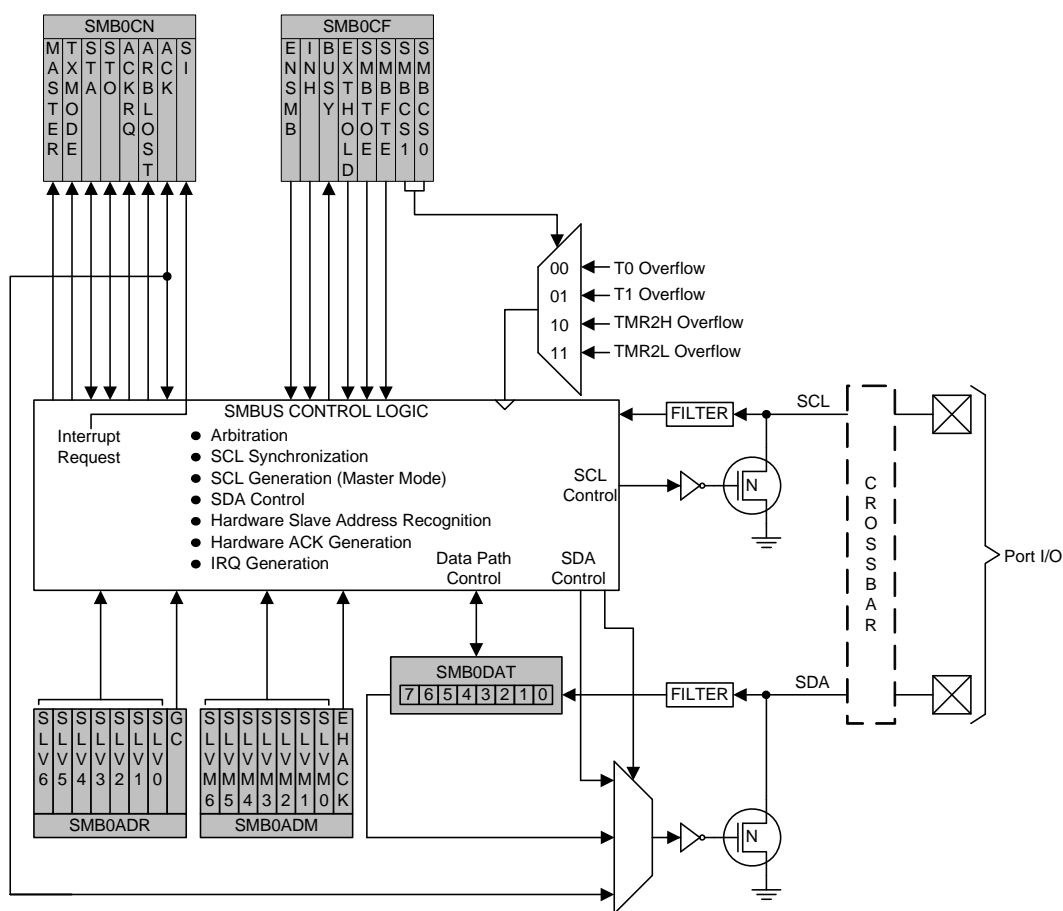 SMB0CN
MASTER
TXMODE
STA
STO
ACKRQ
ARBLOST
ACK
SI
SMB0CF
ENSMB
INH
BUSY
EXTHOLD
SMBTOE
SMBFTE
SMBCS1
SMBCS0
00
T0 Overflow
01
T1 Overflow
10
TMR2H Overflow
11
TMR2L Overflow
SMBUS CONTROL LOGIC
Interrupt
Request
● Arbitration
● SCL Synchronization
● SCL Generation (Master Mode)
● SDA Control
● Hardware Slave Address Recognition
● Hardware ACK Generation
● IRQ Generation
SCL
Control
Data Path
Control
SDA
Control
FILTER
SCL
N
CROSSBAR
Port I/O
SMB0DAT
7 6 5 4 3 2 1 0
FILTER
SDA
N
SLV6
SLV5
SLV4
SLV3
SLV2
SLV1
SLV0
GC
SMB0ADR
SLVM6
SLVM5
SLVM4
SLVM3
SLVM2
SLVM1
SLVM0
EHACK
SMB0ADM